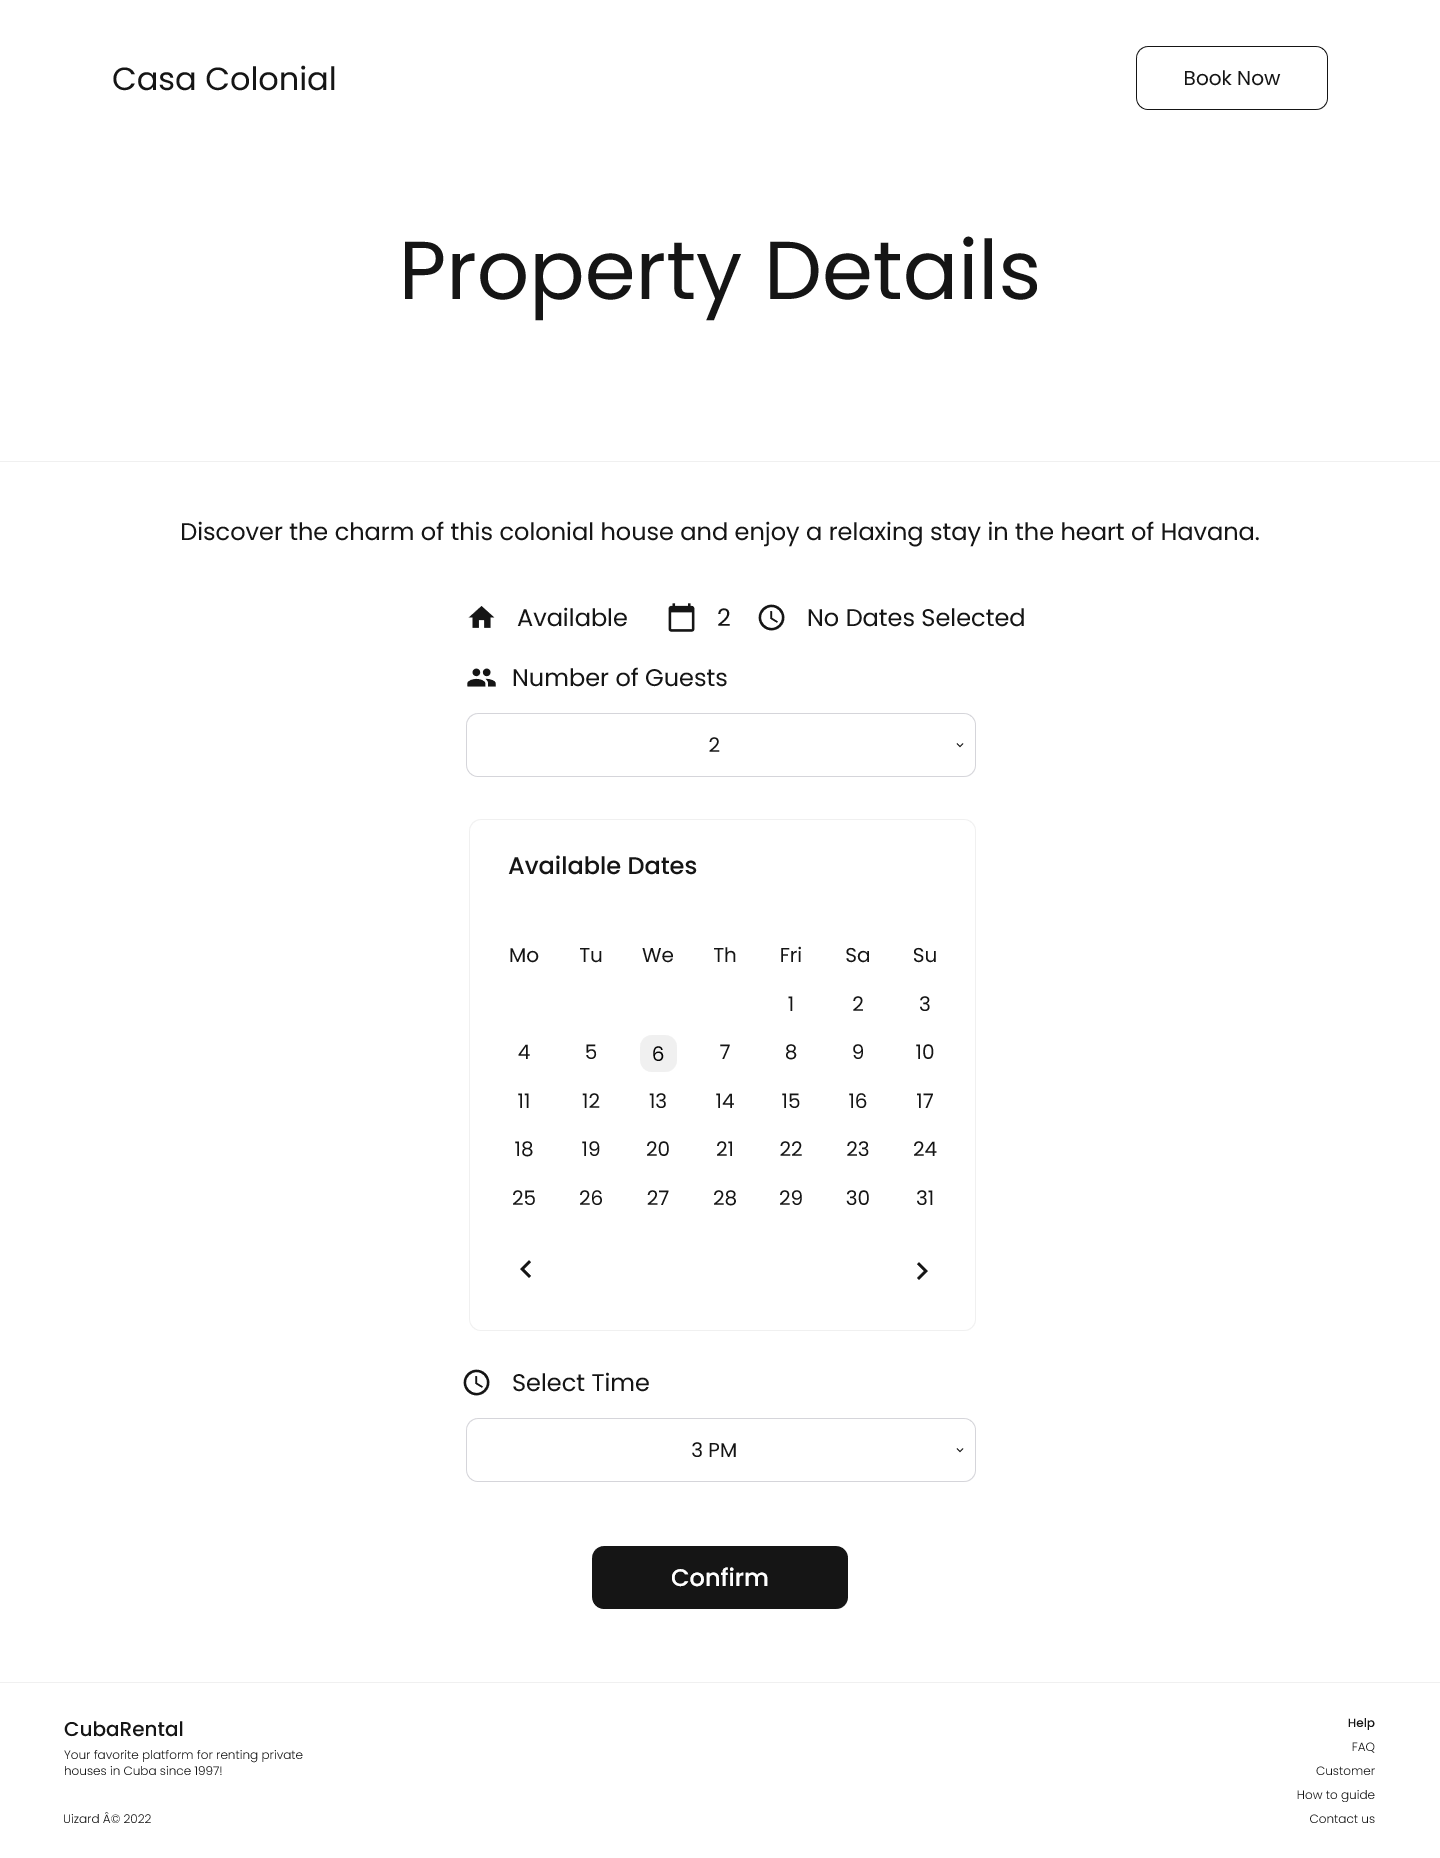 Casa Colonial
Book Now
Property Details
Discover the charm of this colonial house and enjoy a relaxing stay in the heart of Havana.
Available 2 No Dates Selected
Number of Guests
2
Available Dates
Mo Tu We Th Fri Sa Su
1 2 3
4 5 6 7 8 9 10
11 12 13 14 15 16 17
18 19 20 21 22 23 24
25 26 27 28 29 30 31
Select Time
3 PM
Confirm
CubaRental
Your favorite platform for renting private
houses in Cuba since 1997!
Uizard Â© 2022
Help
FAQ
Customer
How to guide
Contact us